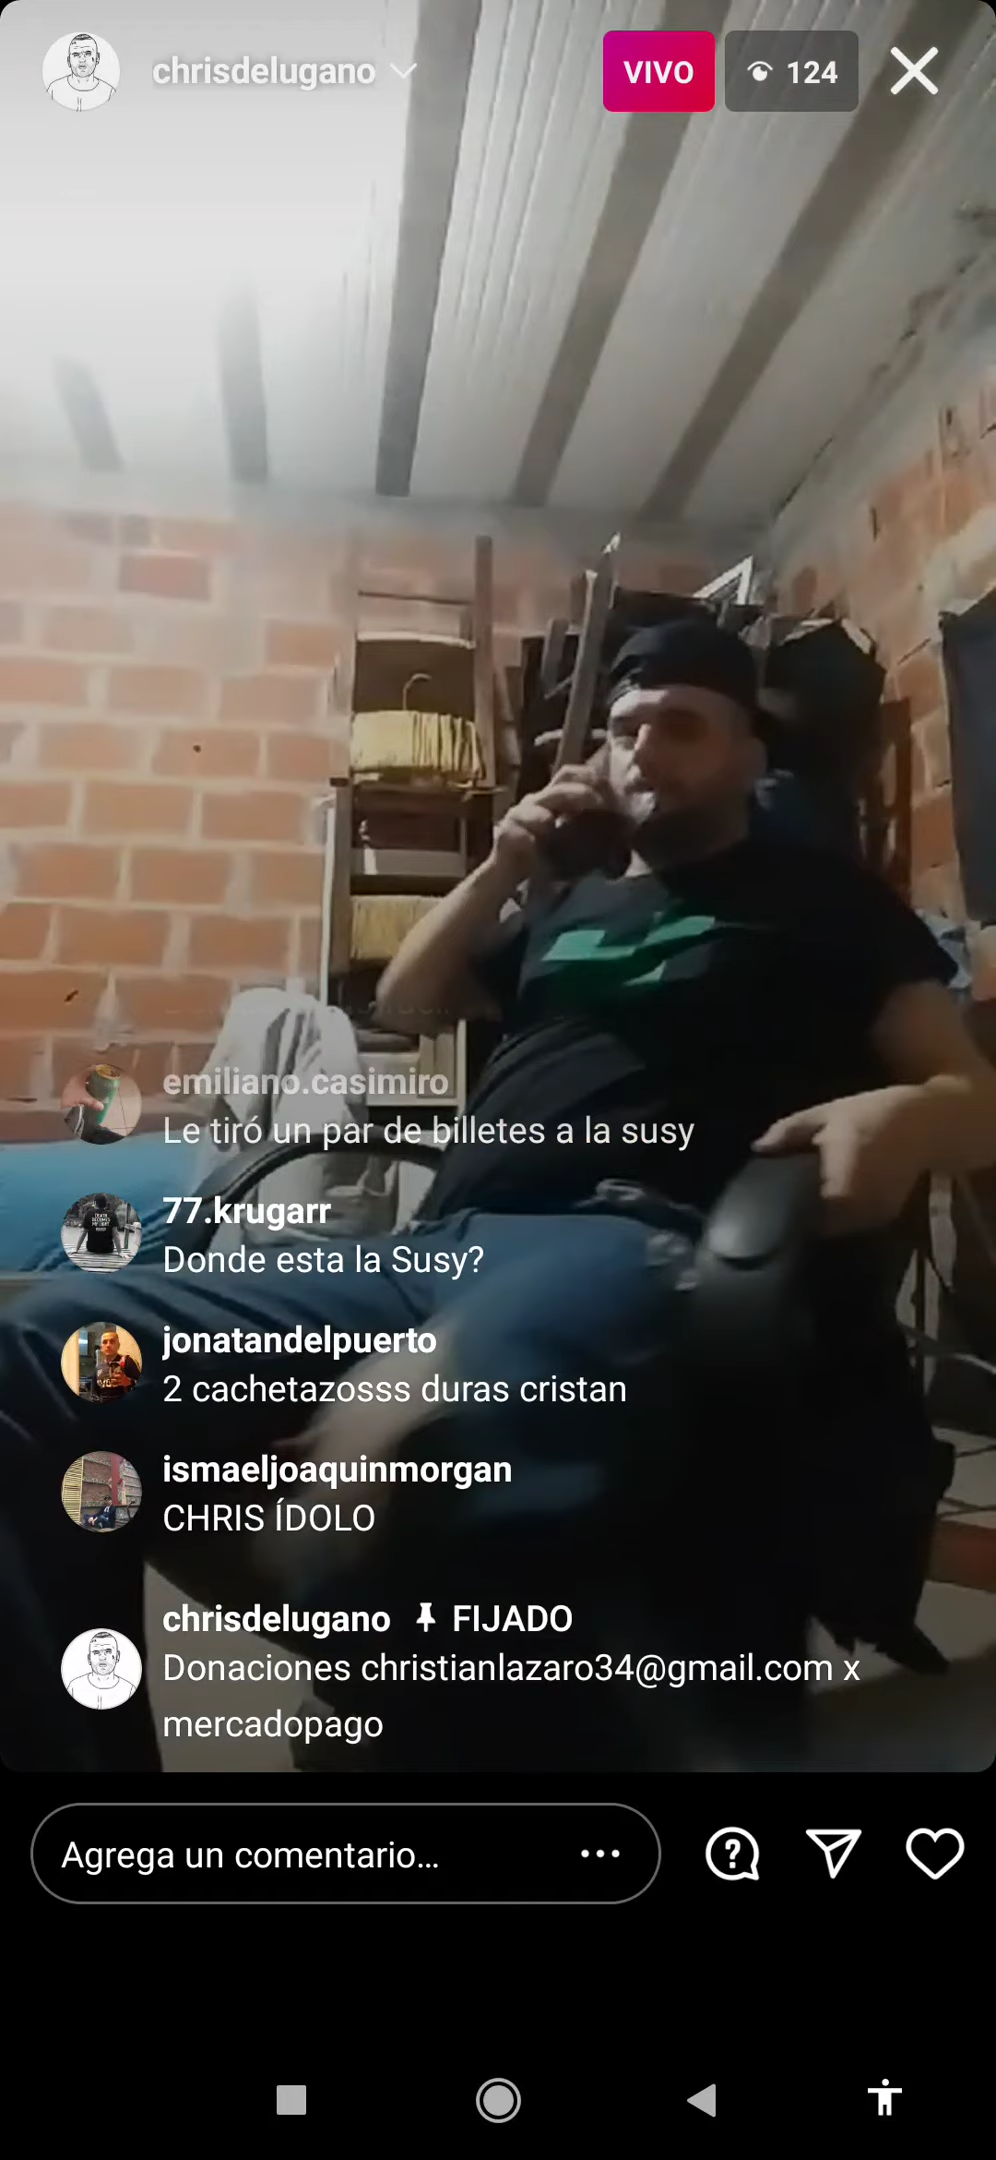 chrisdelugano
VIVO
124
emiliano.casimiro
Le tiró un par de billetes a la susy
77.krugarr
Donde esta la Susy?
jonatandelpuerto
2 cachetazosss duras cristan
ismaeljoaquinmorgan
CHRIS ÍDOLO
chrisdelugano FIJADO
Donaciones christianlazaro34@gmail.com x
mercadopago
Agrega un comentario...